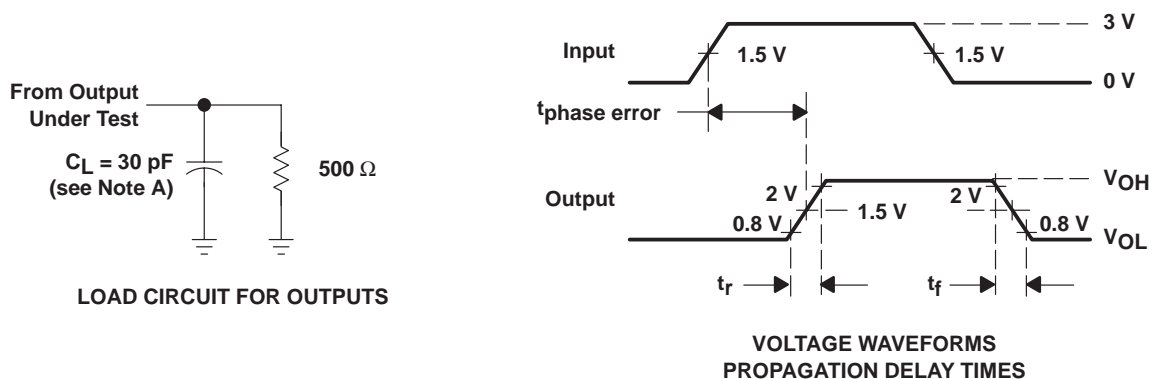 From Output
Under Test
CL = 30 pF
(see Note A)
500 Ω
LOAD CIRCUIT FOR OUTPUTS
Input
1.5 V
1.5 V
3 V
0 V
tphase error
Output
2 V
0.8 V
1.5 V
2 V
0.8 V
VOH
VOL
tr
tf
VOLTAGE WAVEFORMS
PROPAGATION DELAY TIMES